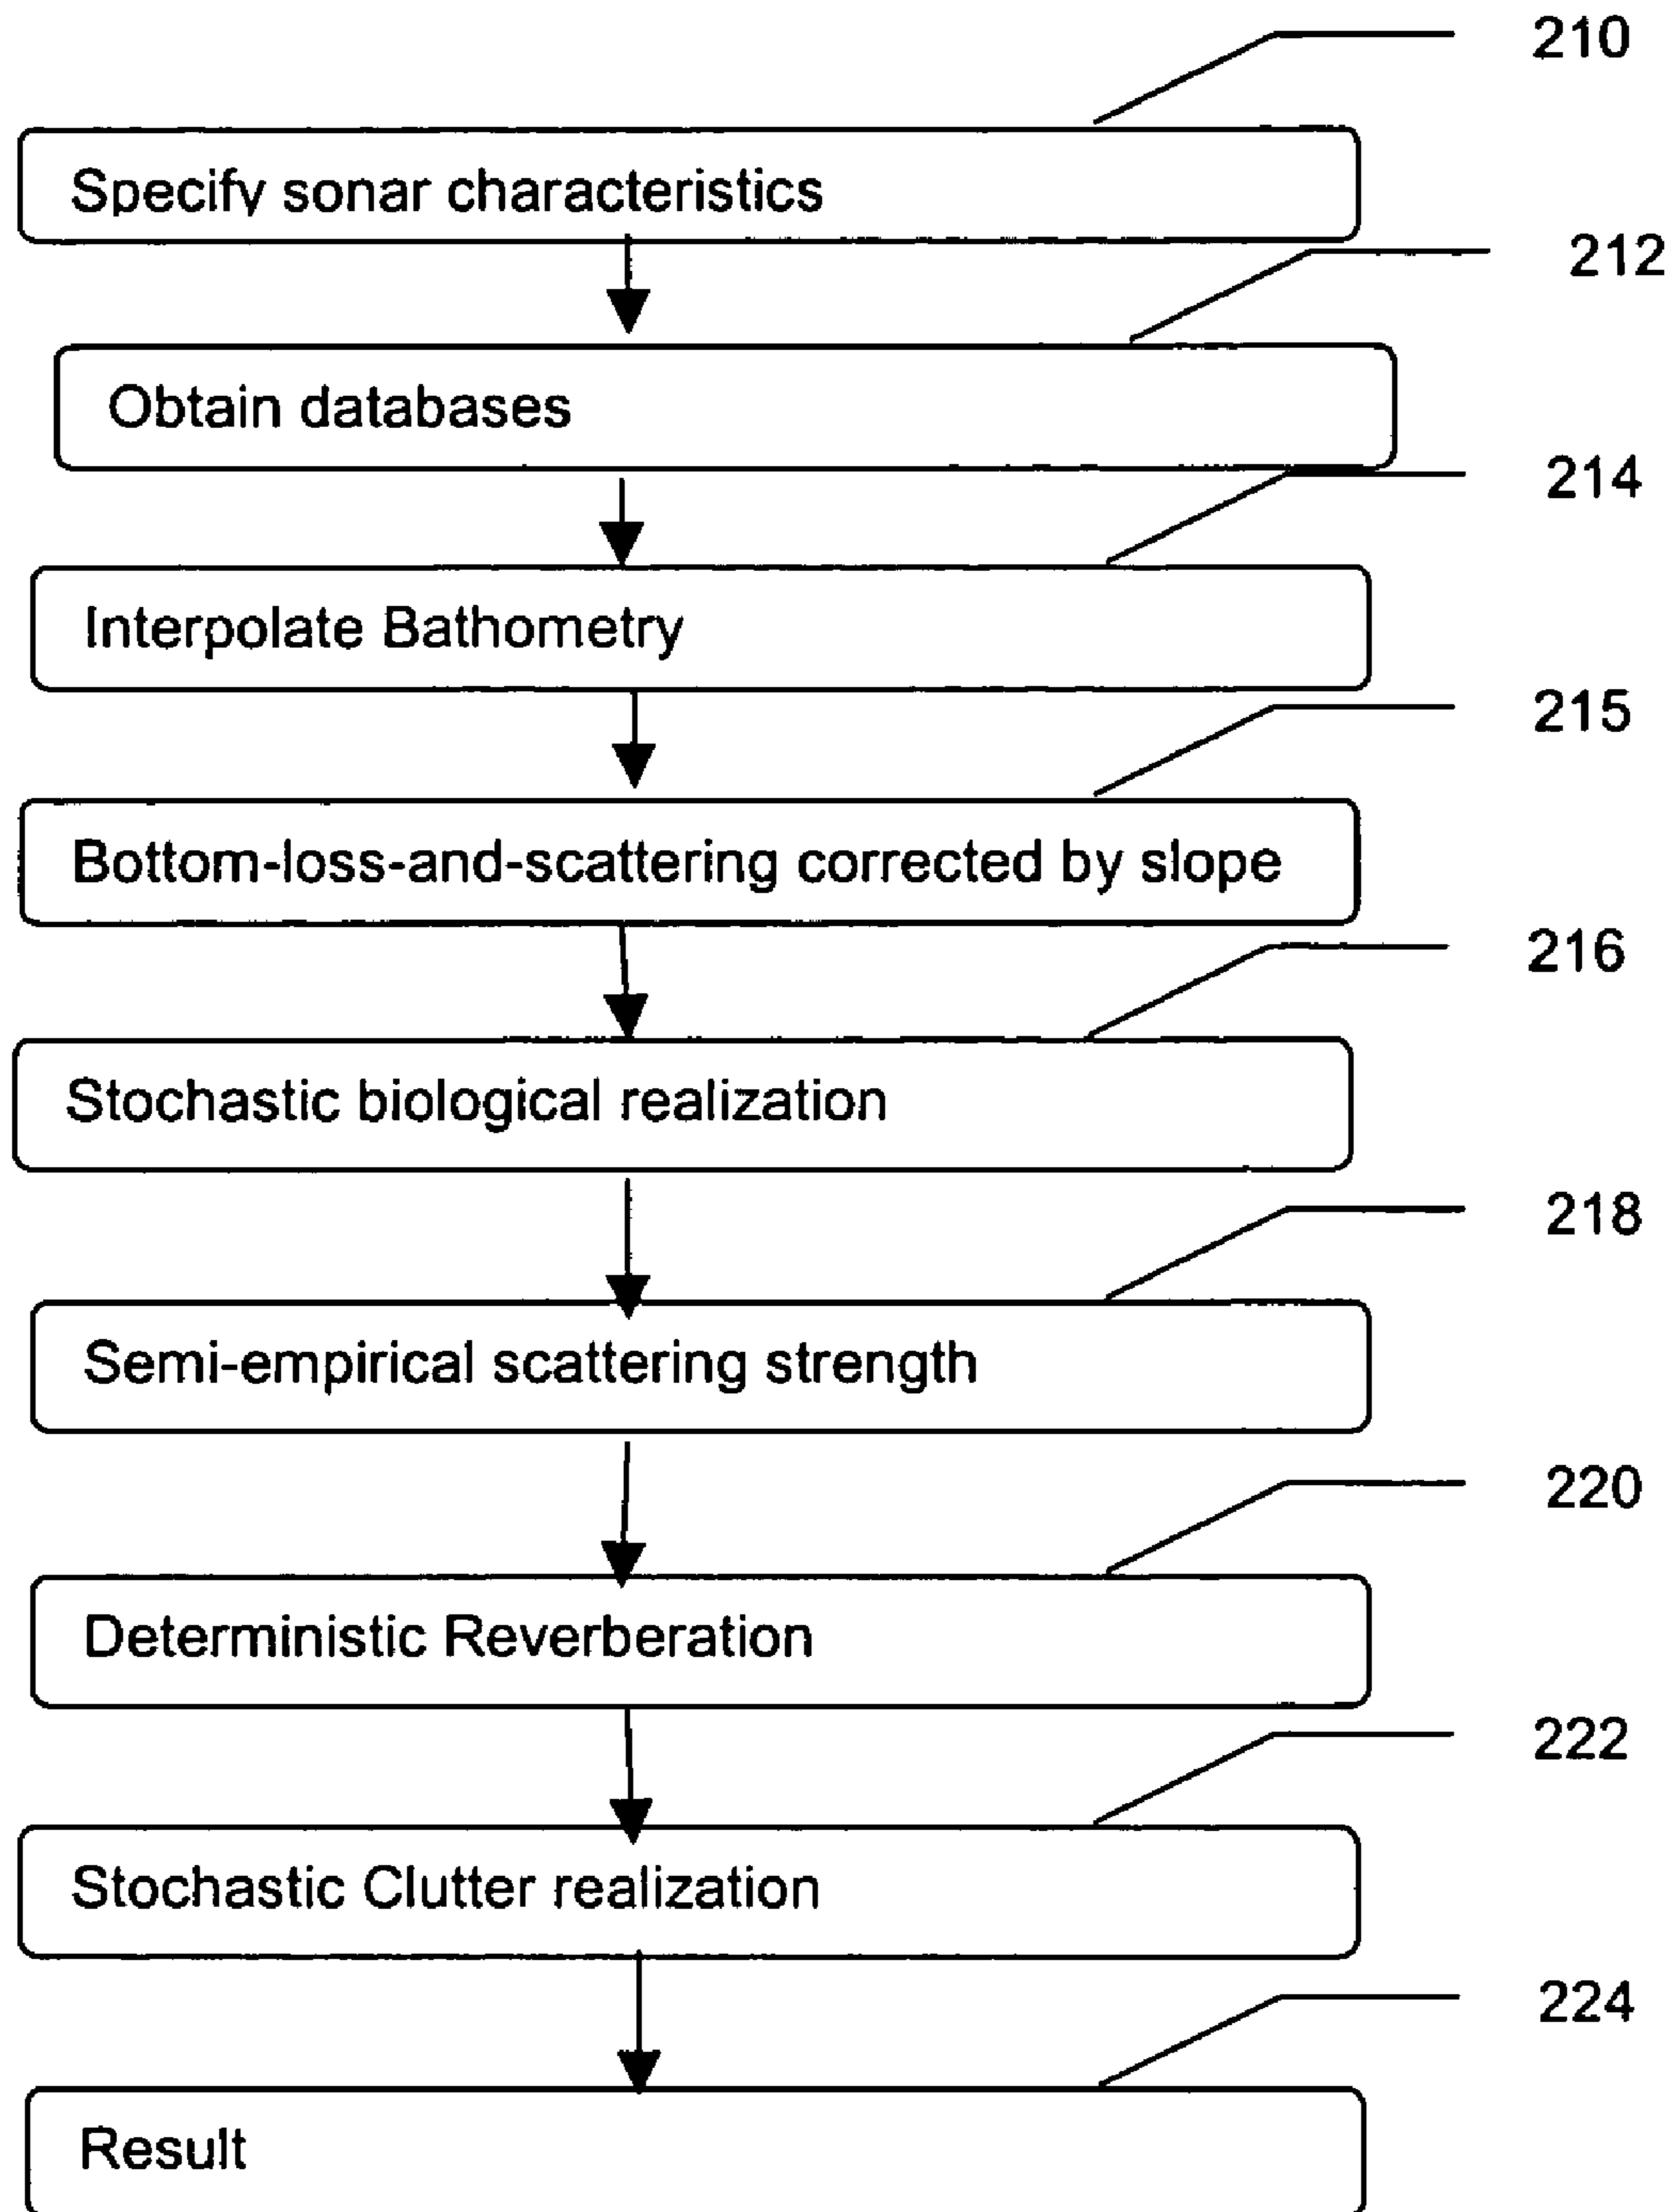 210
Specify sonar characteristics
212
Obtain databases
214
Interpolate Bathometry
215
Bottom-loss-and-scattering corrected by slope
216
Stochastic biological realization
218
Semi-empirical scattering strength
220
Deterministic Reverberation
222
Stochastic Clutter realization
224
Result